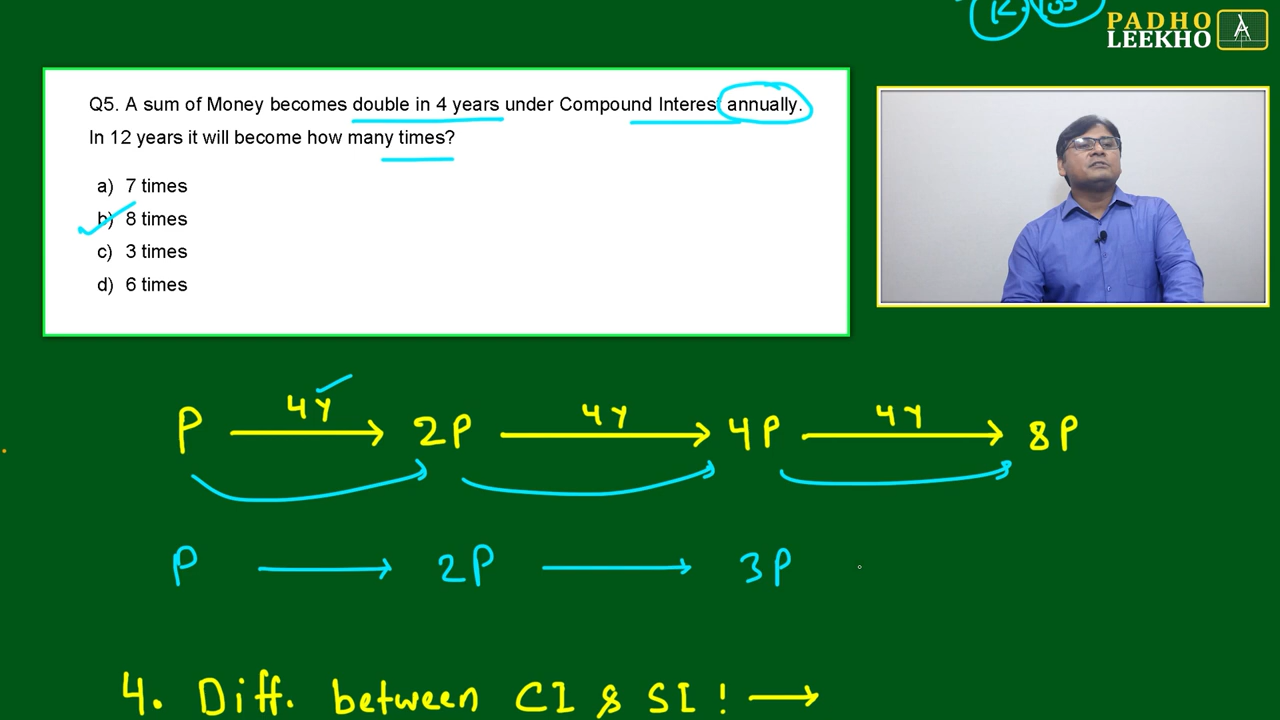 PADHO
LEEKHO
Q5. A sum of Money becomes double in 4 years under Compound Interes annually.
In 12 years it will become how many times?
a) 7 times
b) 8 times
c) 3 times
d) 6 times
4Y 4Y 4Y
P → 2P → 4P → 8P
P → 2P → 3P
4. Diff. between CI & SI ! →